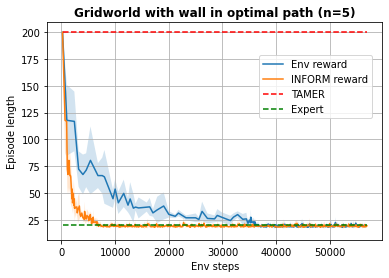 Gridworld with wall in optimal path (n=5)
Episode length
200
175
150
125
100
75
50
25
Env reward
INFORM reward
TAMER
Expert
0 10000 20000 30000 40000 50000
Env steps